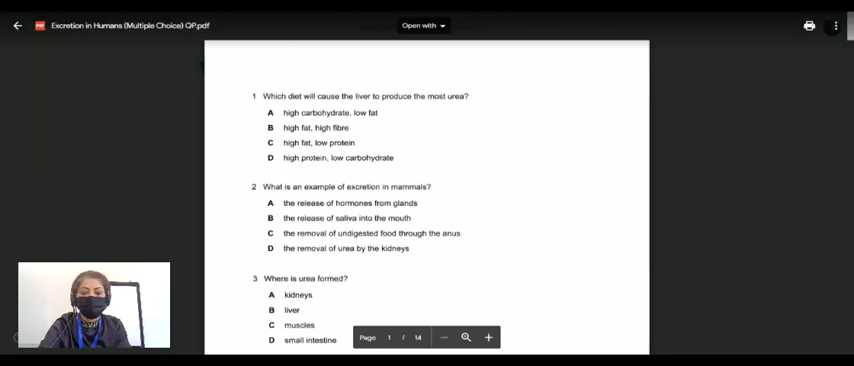 PDF Excretion in Humans (Multiple Choice) QP.pdf
Open with
1 Which diet will cause the liver to produce the most urea?
A high carbohydrate, low fat
B high fat, high fibre
C high fat, low protein
D high protein, low carbohydrate
2 What is an example of excretion in mammals?
A the release of hormones from glands
B the release of saliva into the mouth
C the removal of undigested food through the anus
D the removal of urea by the kidneys
3 Where is urea formed?
A kidneys
B liver
C muscles
D small intestine
Page 1 / 14